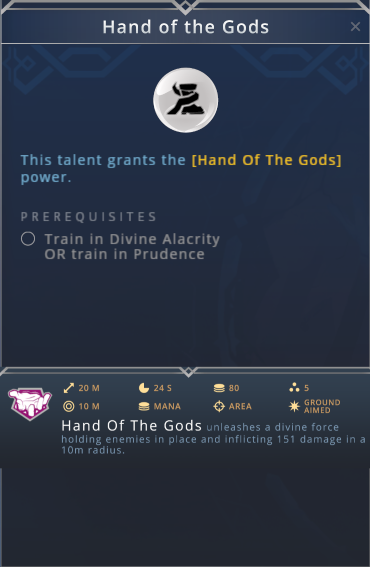 Hand of the Gods
This talent grants the [Hand Of The Gods]
power.
PREREQUISITES
Train in Divine Alacrity
OR train in Prudence
20 M 24 S 80 5
10 M MANA AREA GROUND AIMED
Hand Of The Gods unleashes a divine force
holding enemies in place and inflicting 151 damage in a
10m radius.